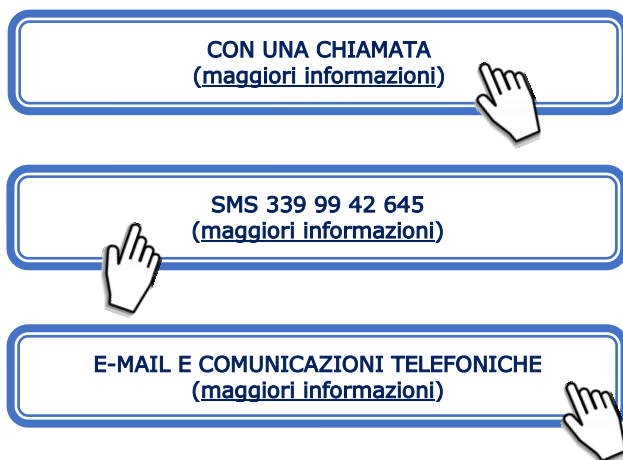 CON UNA CHIAMATA
(maggiori informazioni)
SMS 339 99 42 645
(maggiori informazioni)
E-MAIL E COMUNICAZIONI TELEFONICHE
(maggiori informazioni)